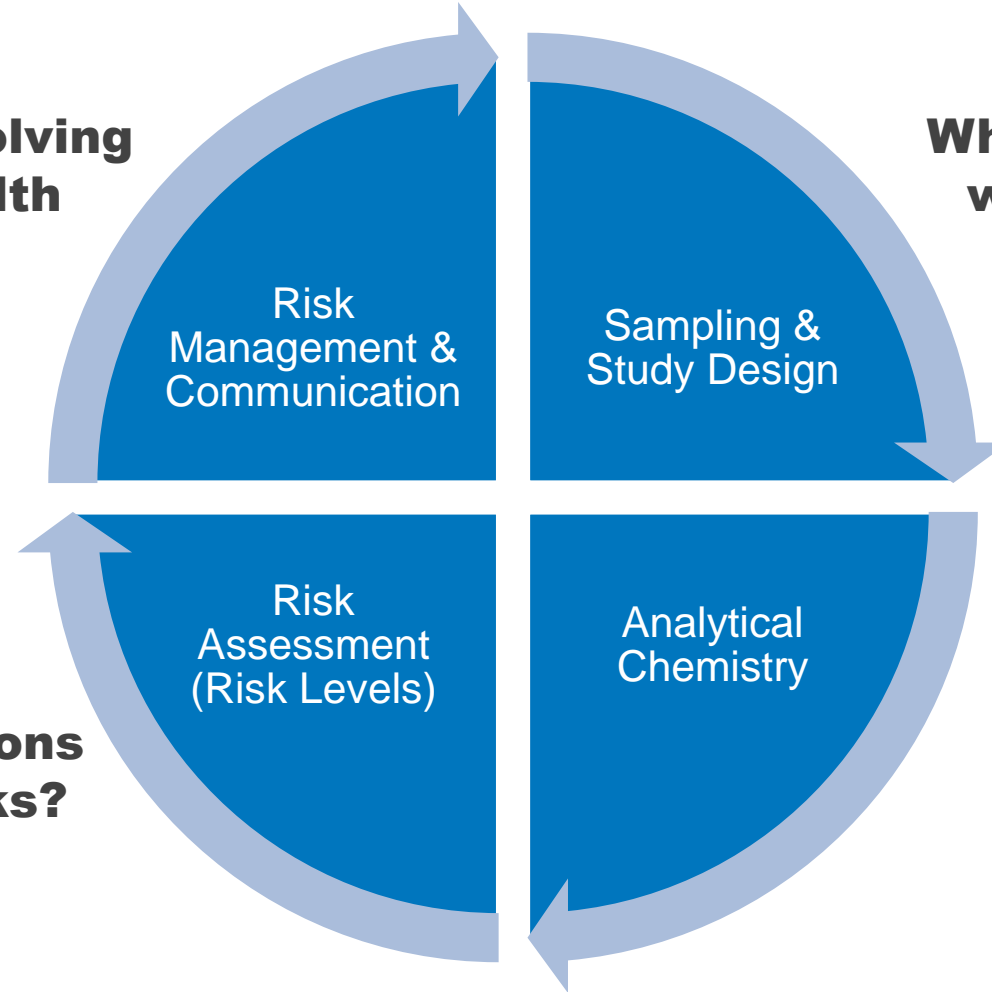 olving
lth
Wh
w
Risk
Management &
Communication
Sampling &
Study Design
Risk
Assessment
(Risk Levels)
Analytical
Chemistry
ons
ks?